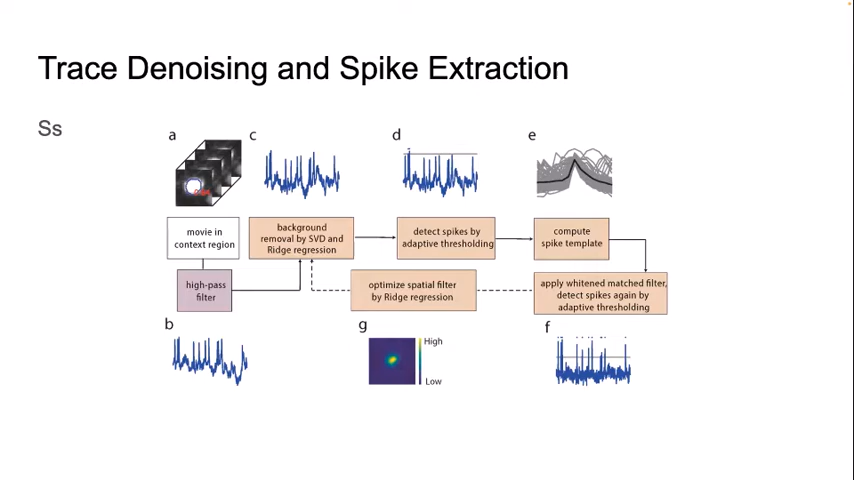 Trace Denoising and Spike Extraction
Ss
a
c
d
e
movie in
context region
background
removal by SVD and
Ridge regression
detect spikes by
adaptive thresholding
compute
spike template
high-pass
filter
optimize spatial filter
by Ridge regression
apply whitened matched filter,
detect spikes again by
adaptive thresholding
b
g
High
Low
f